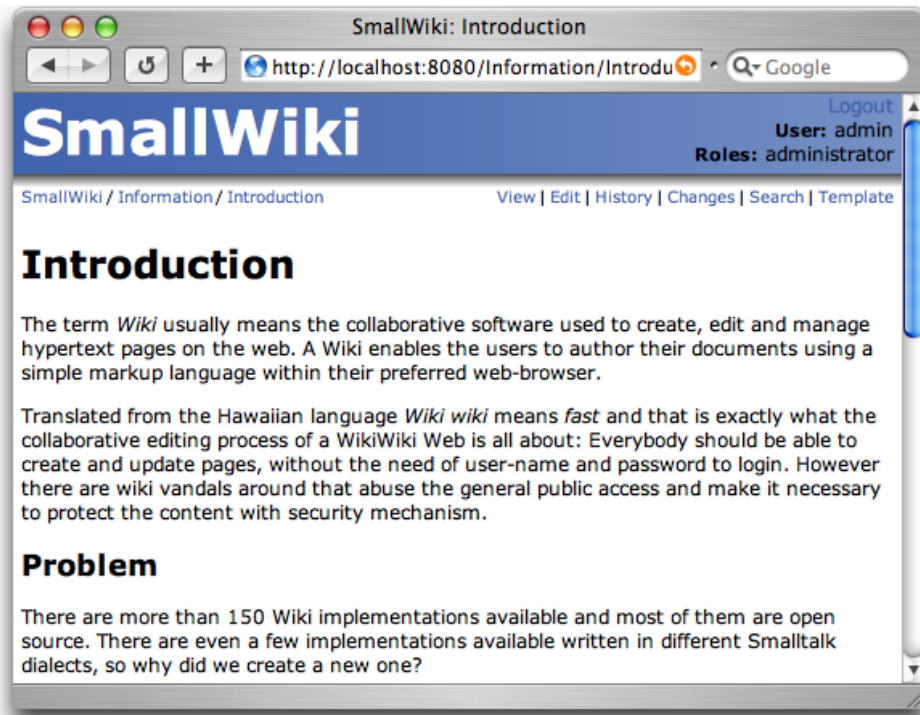 SmallWiki: Introduction
http://localhost:8080/Information/Introdu
Google
SmallWiki
Logout
User: admin
Roles: administrator
SmallWiki / Information / Introduction
View | Edit | History | Changes | Search | Template
Introduction
The term Wiki usually means the collaborative software used to create, edit and manage
hypertext pages on the web. A Wiki enables the users to author their documents using a
simple markup language within their preferred web-browser.
Translated from the Hawaiian language Wiki wiki means fast and that is exactly what the
collaborative editing process of a WikiWiki Web is all about: Everybody should be able to
create and update pages, without the need of user-name and password to login. However
there are wiki vandals around that abuse the general public access and make it necessary
to protect the content with security mechanism.
Problem
There are more than 150 Wiki implementations available and most of them are open
source. There are even a few implementations available written in different Smalltalk
dialects, so why did we create a new one?